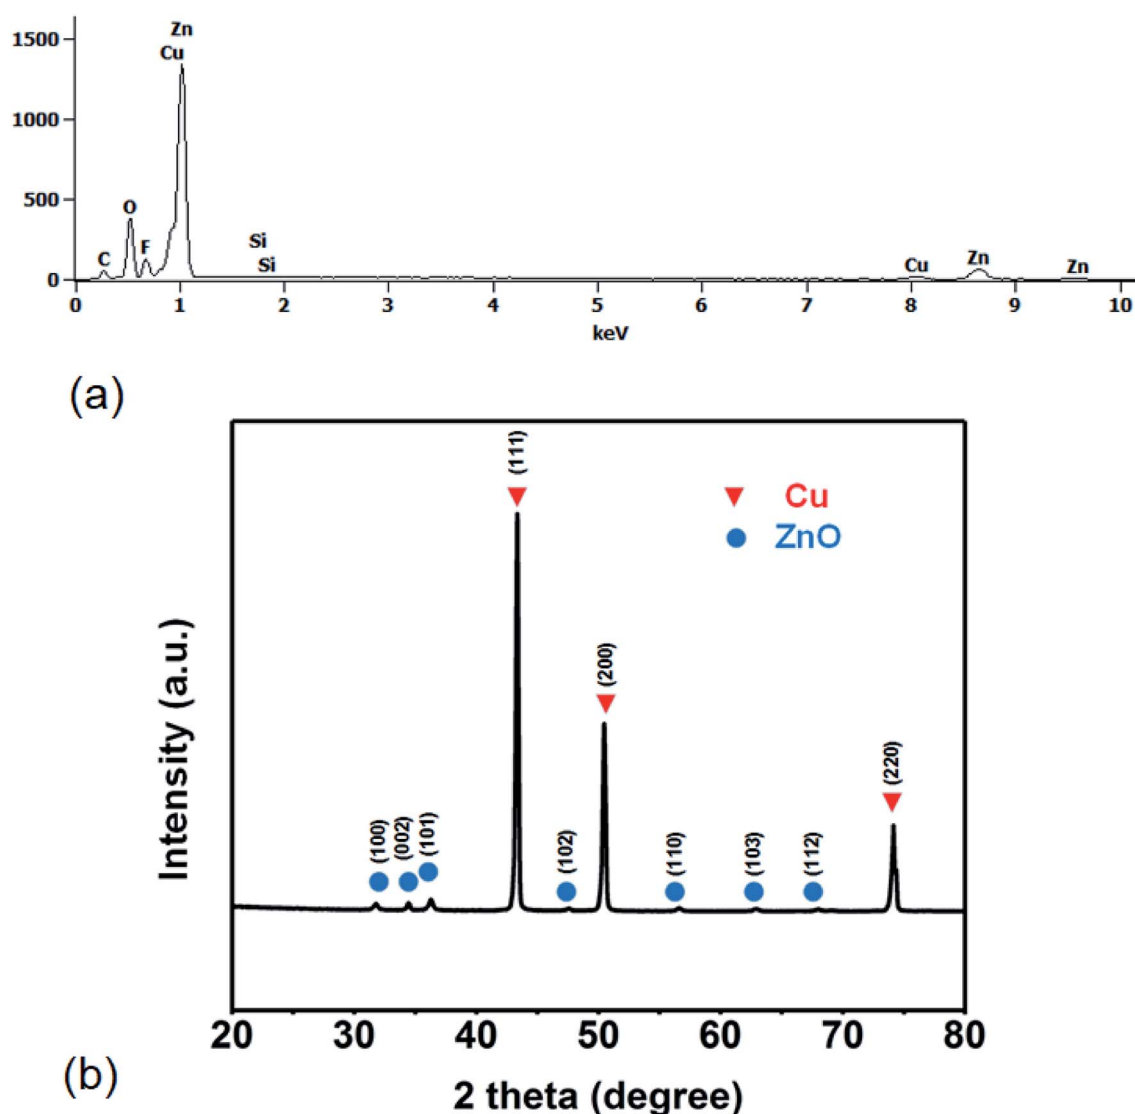 1500
1000
500
0
Zn
Cu
O
C
F
Si
Si
Cu
Zn
Zn
0 1 2 3 4 5 6 7 8 9 10
keV
(a)
(111)
Cu
ZnO
(200)
(220)
(100)
(002)
(101)
(102)
(110)
(103)
(112)
Intensity (a.u.)
20 30 40 50 60 70 80
2 theta (degree)
(b)